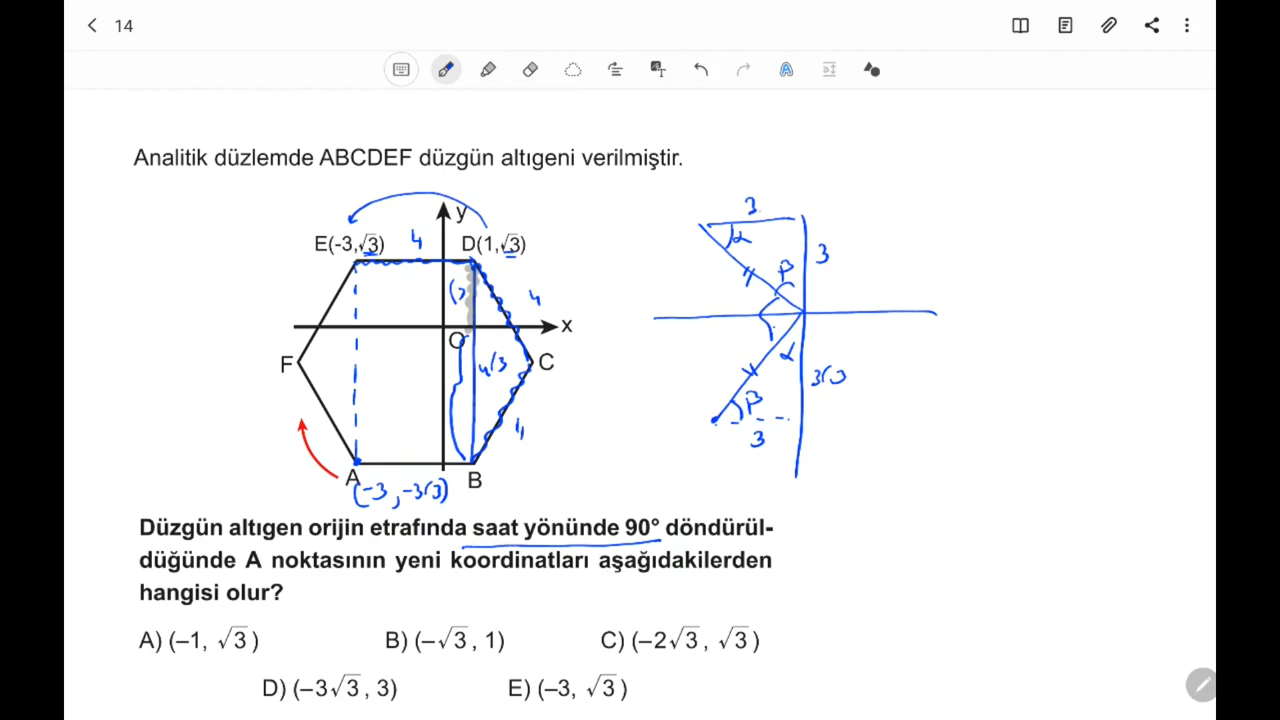 14
Analitik düzlemde ABCDEF düzgün altıgeni verilmiştir.
y
E(-3,√3) 4 D(1,√3)
4
x
O
F
C
4√3
4
A
B
(-3, -3√3)
3
α
3
β
α
3√3
β
3
Düzgün altıgen orijin etrafında saat yönünde 90° döndürül-
düğünde A noktasının yeni koordinatları aşağıdakilerden
hangisi olur?
A) (–1, √3) B) (–√3, 1) C) (–2√3, √3)
D) (–3√3, 3) E) (–3, √3)